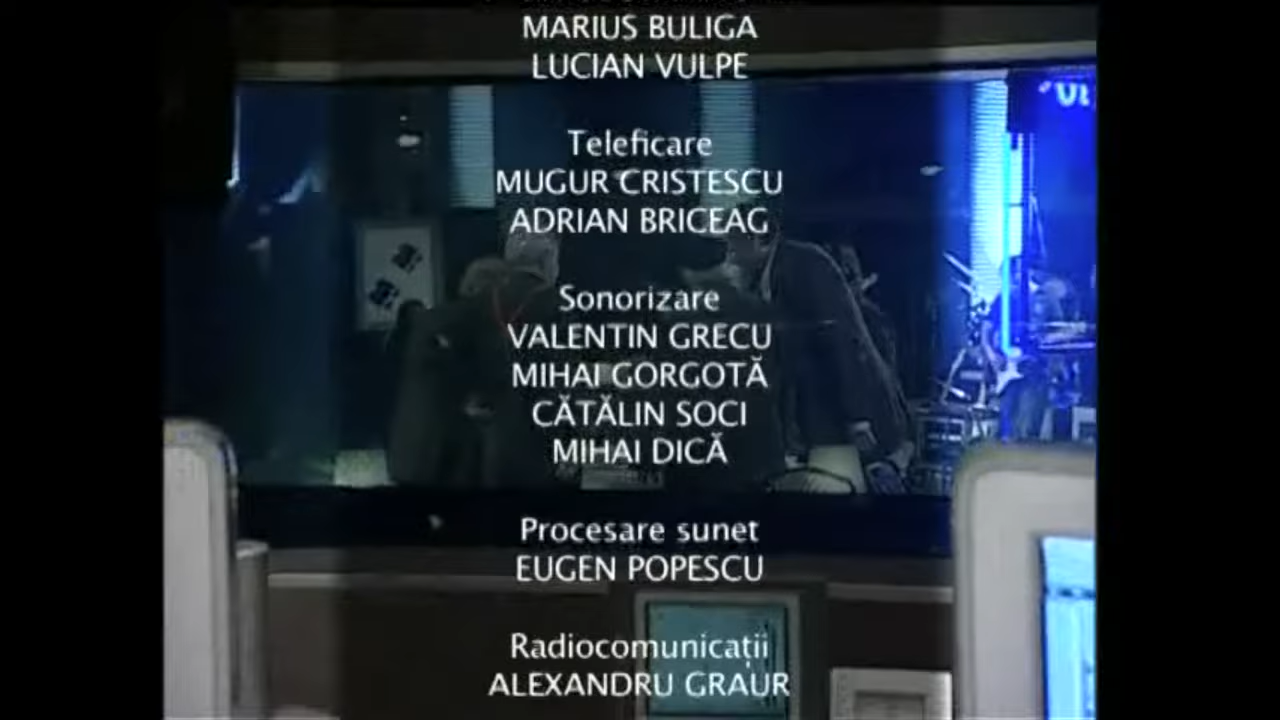 MARIUS BULIGA
LUCIAN VULPE
Teleficare
MUGUR CRISTESCU
ADRIAN BRICEAG
Sonorizare
VALENTIN GRECU
MIHAI GORGOTĂ
CĂTĂLIN SOCI
MIHAI DICĂ
Procesare sunet
EUGEN POPESCU
Radiocomunicații
ALEXANDRU GRAUR